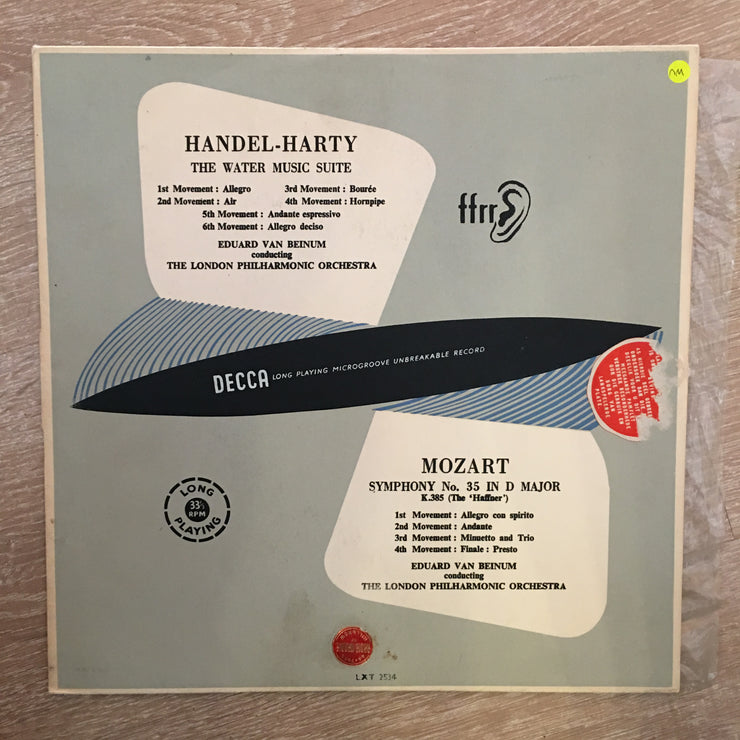 NM
HANDEL-HARTY
THE WATER MUSIC SUITE
1st Movement : Allegro 3rd Movement : Bourée
2nd Movement : Air 4th Movement : Hornpipe
5th Movement : Andante espressivo
6th Movement : Allegro deciso
EDUARD VAN BEINUM
conducting
THE LONDON PHILHARMONIC ORCHESTRA
ffrr
DECCA LONG PLAYING MICROGROOVE UNBREAKABLE RECORD
LONG
33⅓
RPM
PLAYING
MOZART
SYMPHONY No. 35 IN D MAJOR
K.385 (The 'Haffner')
1st Movement : Allegro con spirito
2nd Movement : Andante
3rd Movement : Minuetto and Trio
4th Movement : Finale : Presto
EDUARD VAN BEINUM
conducting
THE LONDON PHILHARMONIC ORCHESTRA
LXT 2534